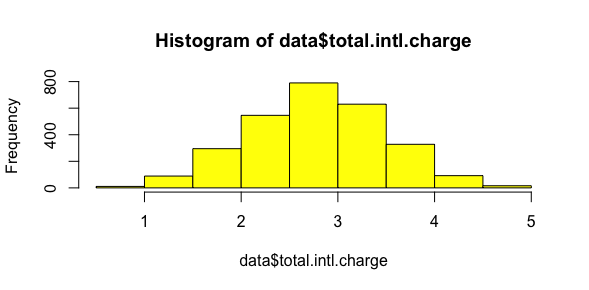 Histogram of data$total.intl.charge
Frequency
800
400
0
1 2 3 4 5
data$total.intl.charge